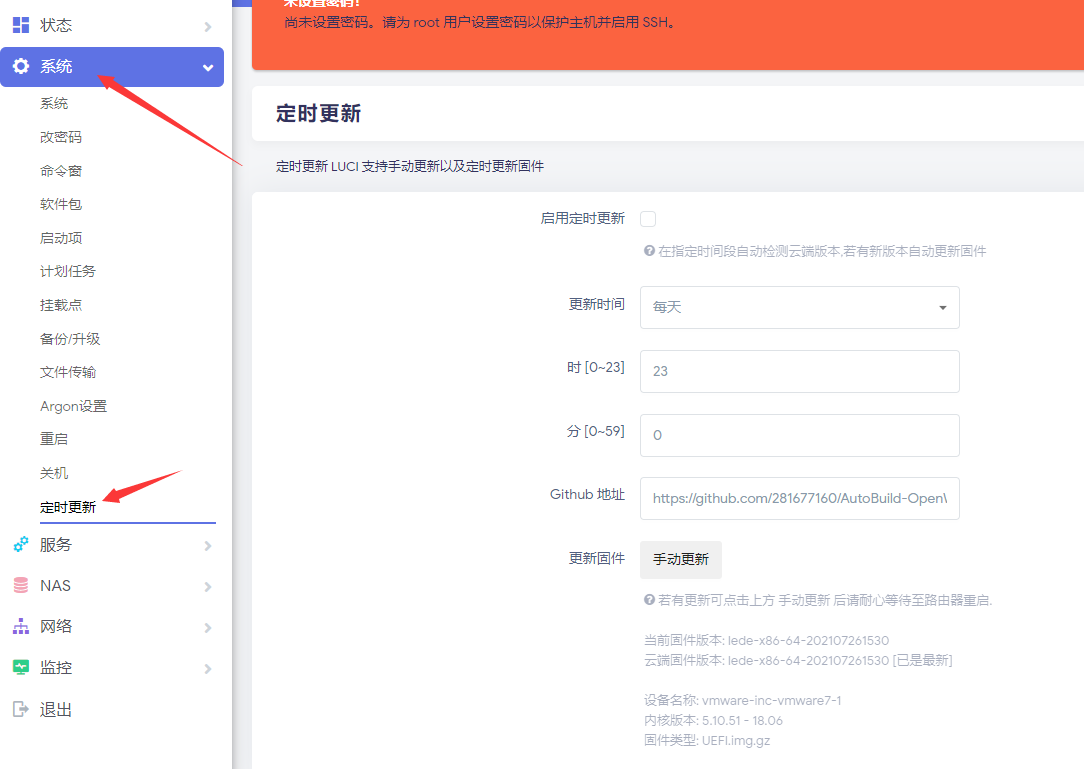 状态
系统
系统
改密码
命令窗
软件包
启动项
计划任务
挂载点
备份/升级
文件传输
Argon设置
重启
关机
定时更新
服务
NAS
网络
监控
退出
未设置密码!
尚未设置密码。请为 root 用户设置密码以保护主机并启用 SSH。
定时更新
定时更新 LUCI 支持手动更新以及定时更新固件
启用定时更新
在指定时间段自动检测云端版本,若有新版本自动更新固件
更新时间 每天
时 [0~23] 23
分 [0~59] 0
Github 地址 https://github.com/281677160/AutoBuild-Open\
更新固件 手动更新
若有更新可点击上方 手动更新 后请耐心等待至路由器重启.
当前固件版本: lede-x86-64-202107261530
云端固件版本: lede-x86-64-202107261530 [已是最新]
设备名称: vmware-inc-vmware7-1
内核版本: 5.10.51 - 18.06
固件类型: UEFI.img.gz